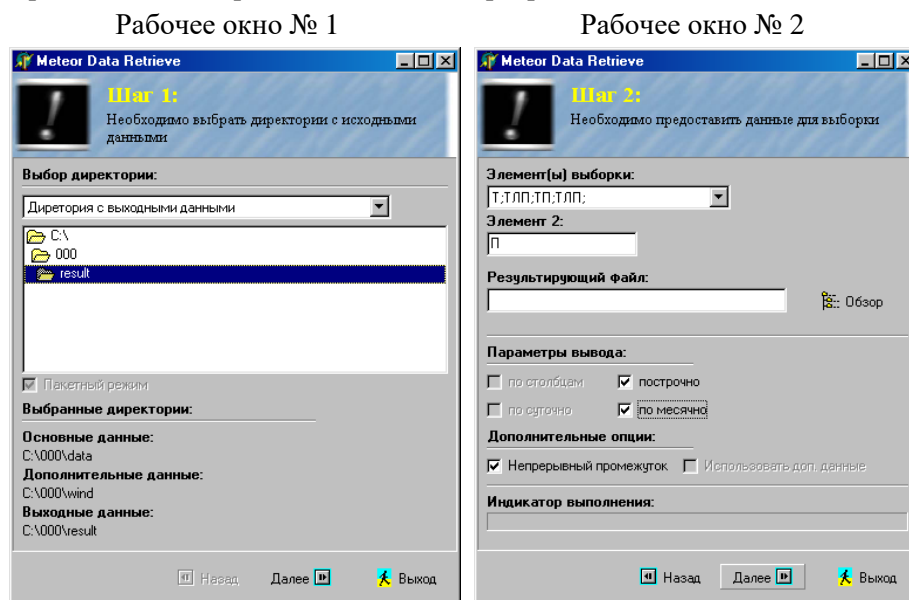 Рабочее окно № 1
Meteor Data Retrieve
Шаг 1:
Необходимо выбрать директории с исходными
данными
Выбор директории:
Диретория с выходными данными
C:\
000
result
Пакетный режим
Выбранные директории:
Основные данные:
C:\000\data
Дополнительные данные:
C:\000\wind
Выходные данные:
C:\000\result
Назад Далее Выход
Рабочее окно № 2
Meteor Data Retrieve
Шаг 2:
Необходимо предоставить данные для выборки
Элемент(ы) выборки:
Т;ТЛП;ТП;ТЛП;
Элемент 2:
П
Результирующий файл:
Обзор
Параметры вывода:
по столбцам построчно
по суточно по месячно
Дополнительные опции:
Непрерывный промежуток Использовать доп. данные
Индикатор выполнения:
Назад Далее Выход